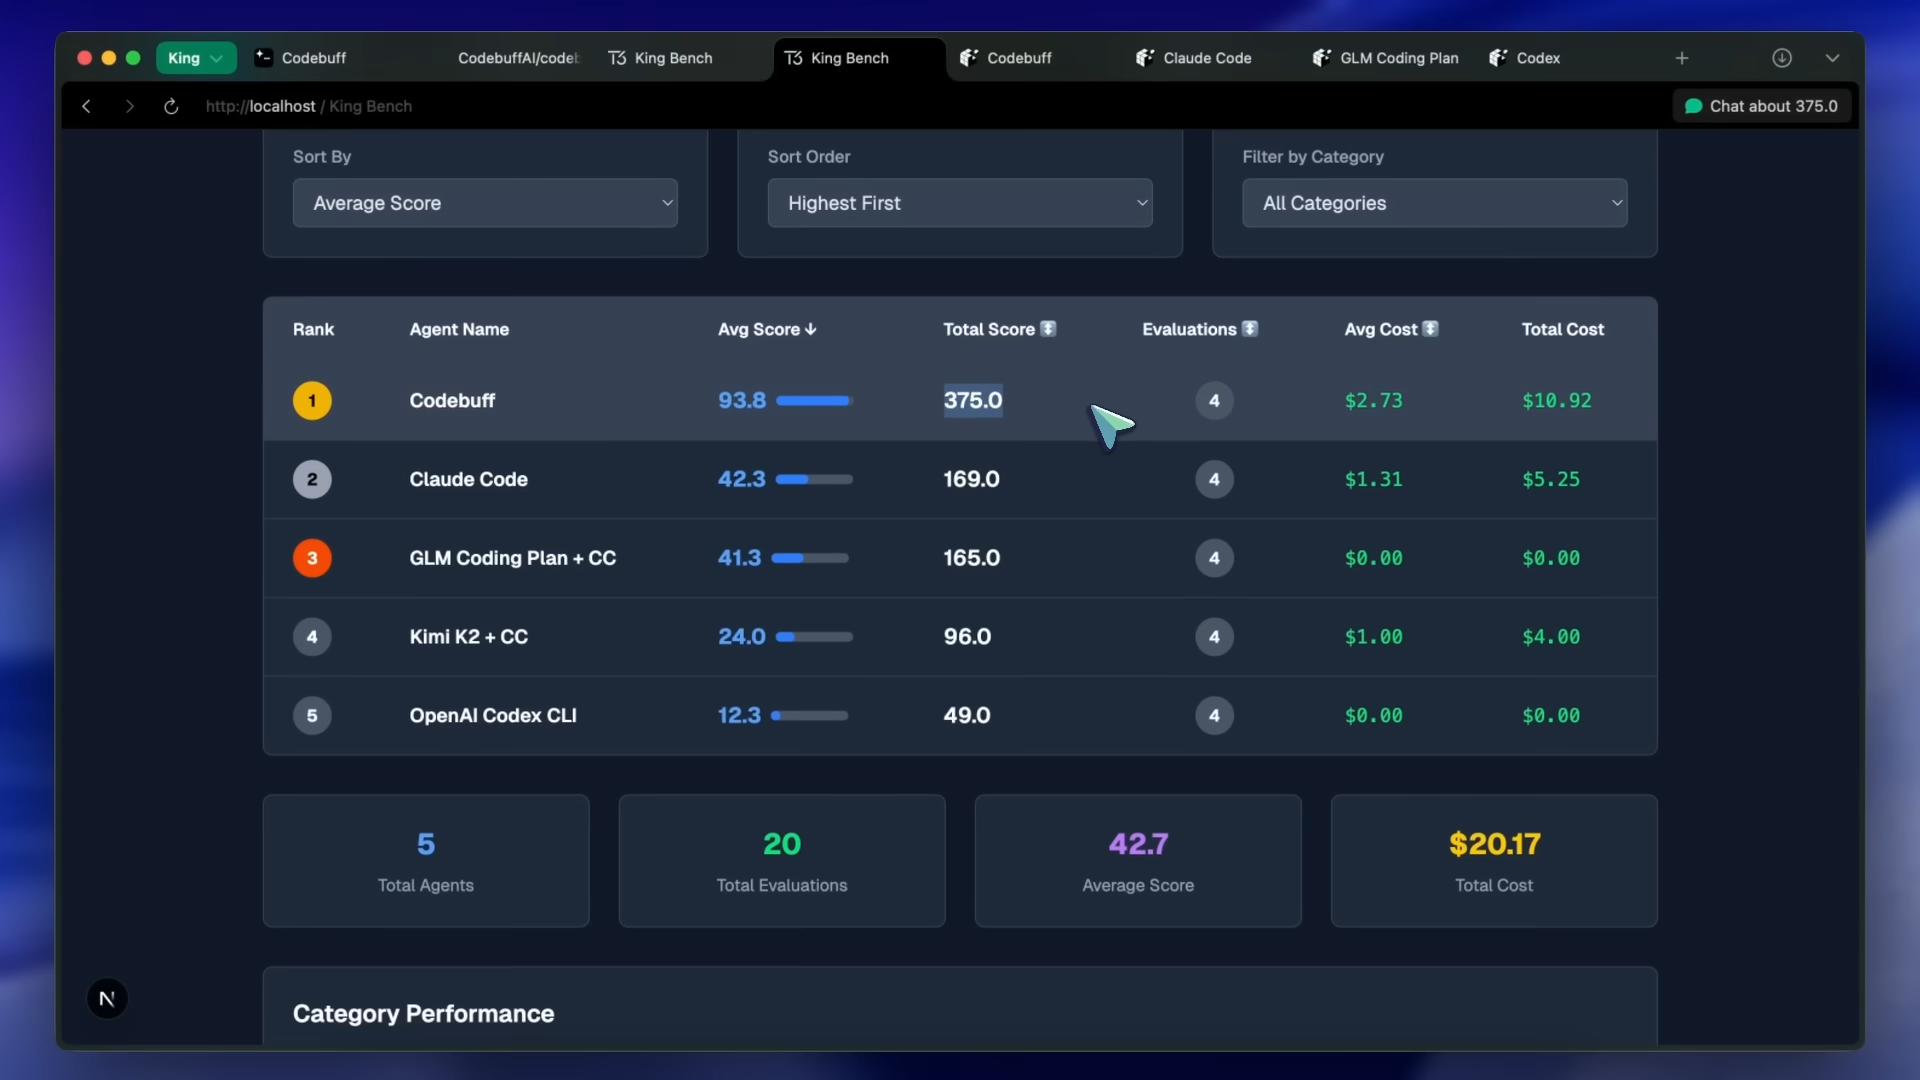 King Codebuff CodebuffAI/codeb King Bench King Bench Codebuff Claude Code GLM Coding Plan Codex
http://localhost / King Bench Chat about 375.0
Sort By Sort Order Filter by Category
Average Score Highest First All Categories
Rank Agent Name Avg Score ↓ Total Score Evaluations Avg Cost Total Cost
1 Codebuff 93.8 375.0 4 $2.73 $10.92
2 Claude Code 42.3 169.0 4 $1.31 $5.25
3 GLM Coding Plan + CC 41.3 165.0 4 $0.00 $0.00
4 Kimi K2 + CC 24.0 96.0 4 $1.00 $4.00
5 OpenAI Codex CLI 12.3 49.0 4 $0.00 $0.00
5 20 42.7 $20.17
Total Agents Total Evaluations Average Score Total Cost
N
Category Performance